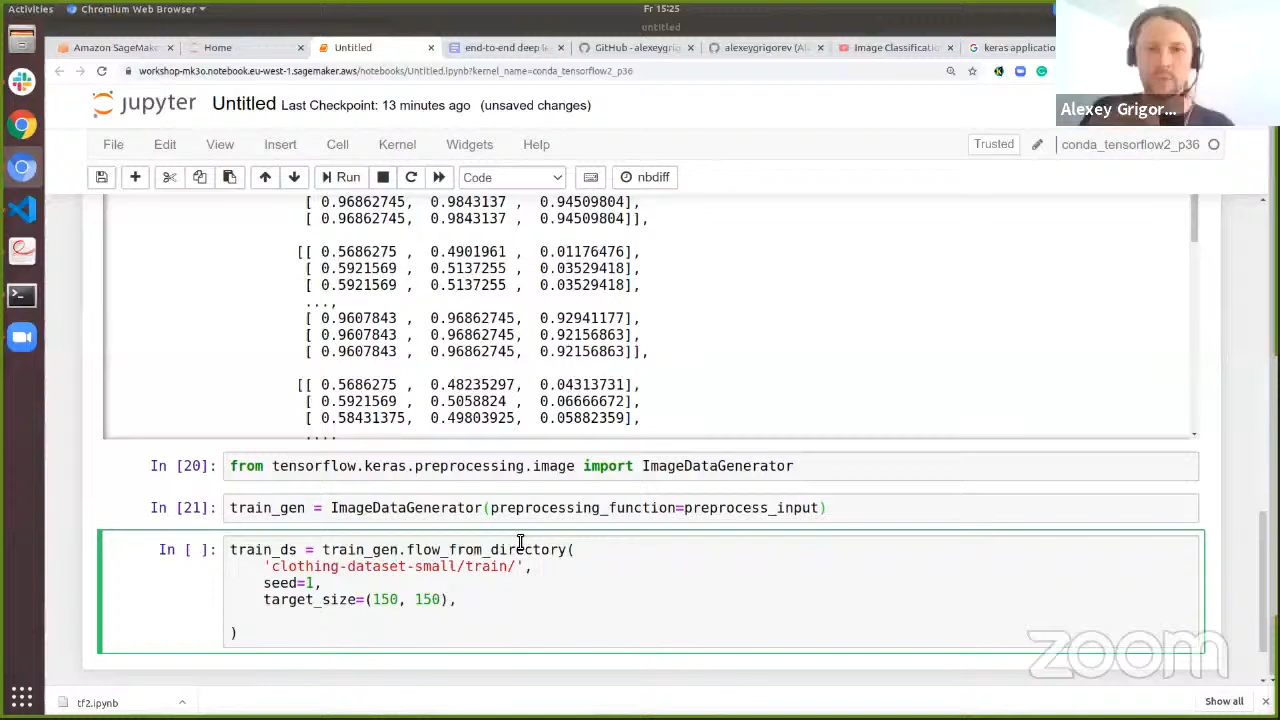 Activities
Chromium Web Browser
Fr 15:25
untitled
Amazon SageMake
Home
Untitled
end-to-end deep le
GitHub - alexeygri
alexeygrigorev (Al
Image Classificati
keras applicatio
workshop-mk3o.notebook.eu-west-1.sagemaker.aws/notebooks/Untitled.ipynb?kernel_name=conda_tensorflow2_p36
Alexey Grigor...
jupyter Untitled Last Checkpoint: 13 minutes ago (unsaved changes)
File Edit View Insert Cell Kernel Widgets Help
Trusted
conda_tensorflow2_p36
Run
Code
nbdiff
[ 0.96862745, 0.9843137 , 0.94509804],
[ 0.96862745, 0.9843137 , 0.94509804]],
[[ 0.5686275 , 0.4901961 , 0.01176476],
[ 0.5921569 , 0.5137255 , 0.03529418],
[ 0.5921569 , 0.5137255 , 0.03529418],
...,
[ 0.9607843 , 0.96862745, 0.92941177],
[ 0.9607843 , 0.96862745, 0.92156863],
[ 0.9607843 , 0.96862745, 0.92156863]],
[[ 0.5686275 , 0.48235297, 0.04313731],
[ 0.5921569 , 0.5058824 , 0.06666672],
[ 0.58431375, 0.49803925, 0.05882359],
...,
In [20]: from tensorflow.keras.preprocessing.image import ImageDataGenerator
In [21]: train_gen = ImageDataGenerator(preprocessing_function=preprocess_input)
In [ ]: train_ds = train_gen.flow_from_directory(
'clothing-dataset-small/train/',
seed=1,
target_size=(150, 150),
)
zoom
tf2.ipynb
Show all